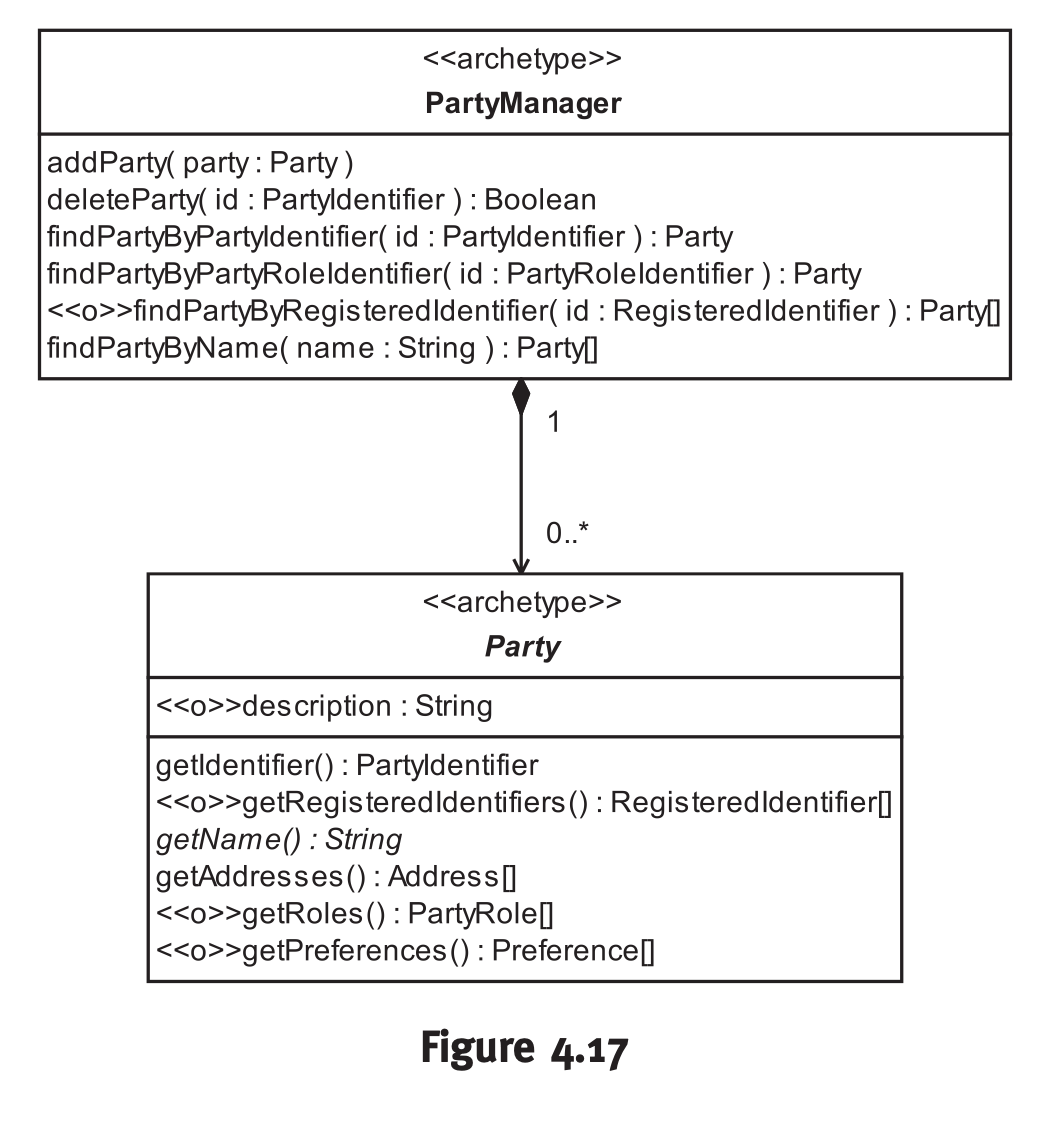 <<archetype>>
PartyManager
addParty( party : Party )
deleteParty( id : PartyIdentifier ) : Boolean
findPartyByPartyIdentifier( id : PartyIdentifier ) : Party
findPartyByPartyRoleIdentifier( id : PartyRoleIdentifier ) : Party
<<o>>findPartyByRegisteredIdentifier( id : RegisteredIdentifier ) : Party[]
findPartyByName( name : String ) : Party[]
1
0..*
<<archetype>>
Party
<<o>>description : String
getIdentifier() : PartyIdentifier
<<o>>getRegisteredIdentifiers() : RegisteredIdentifier[]
getName() : String
getAddresses() : Address[]
<<o>>getRoles() : PartyRole[]
<<o>>getPreferences() : Preference[]
Figure 4.17